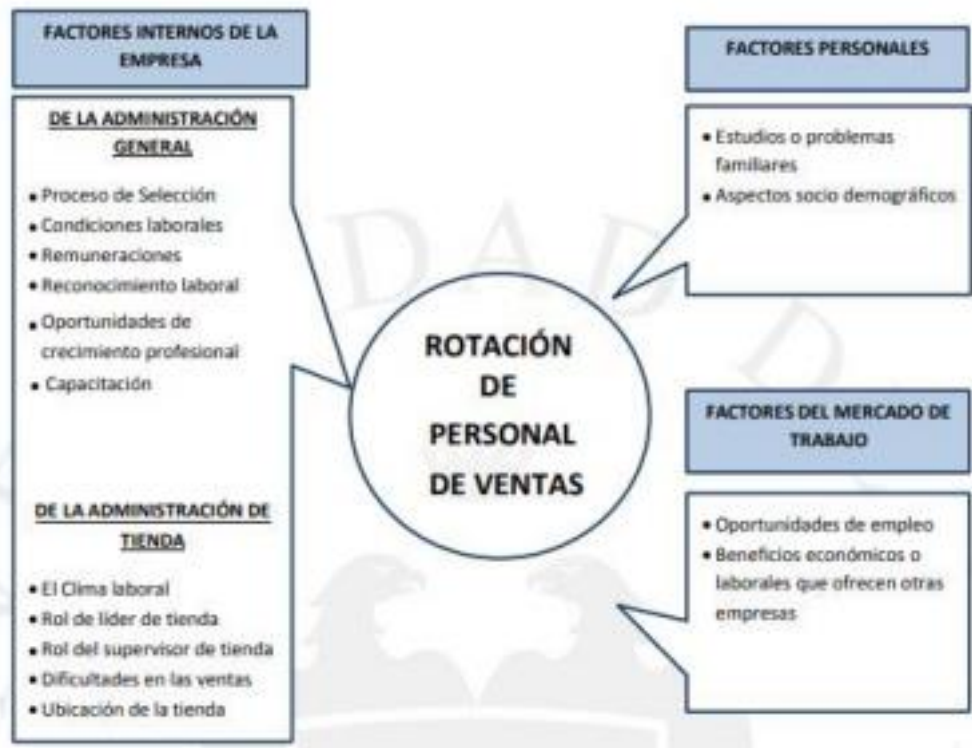 FACTORES INTERNOS DE LA
EMPRESA
DE LA ADMINISTRACIÓN
GENERAL
• Proceso de Selección
• Condiciones laborales
• Remuneraciones
• Reconocimiento laboral
• Oportunidades de
crecimiento profesional
• Capacitación
DE LA ADMINISTRACIÓN DE
TIENDA
• El Clima laboral
• Rol de líder de tienda
• Rol del supervisor de tienda
• Dificultades en las ventas
• Ubicación de la tienda
ROTACIÓN
DE
PERSONAL
DE VENTAS
FACTORES PERSONALES
• Estudios o problemas
familiares
• Aspectos socio demográficos
FACTORES DEL MERCADO DE
TRABAJO
• Oportunidades de empleo
• Beneficios económicos o
laborales que ofrecen otras
empresas
DAD D